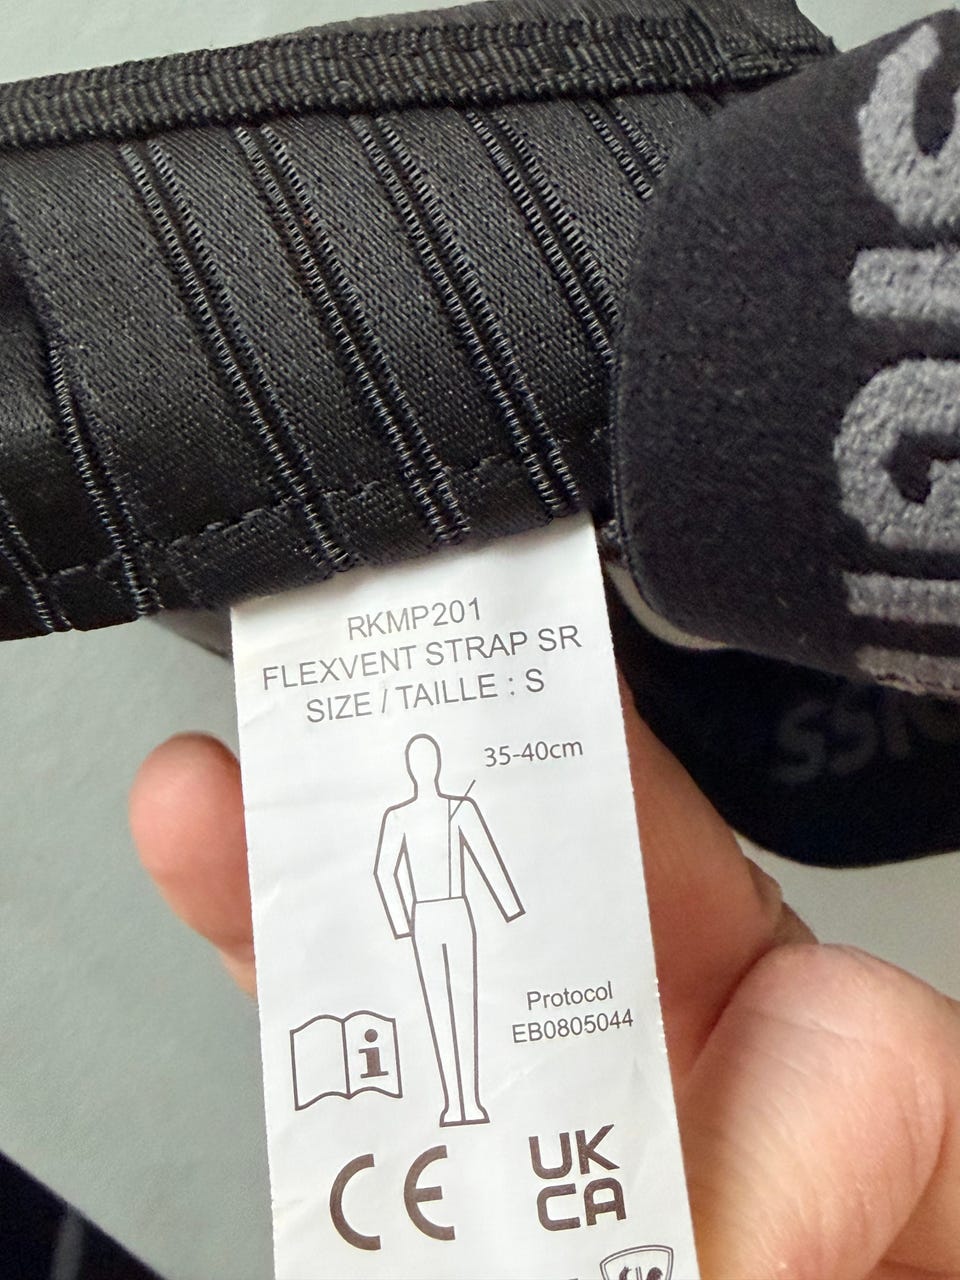 RKMP201
FLEXVENT STRAP SR
SIZE / TAILLE : S
35-40cm
Protocol
EB0805044
i
CE
UK
CA